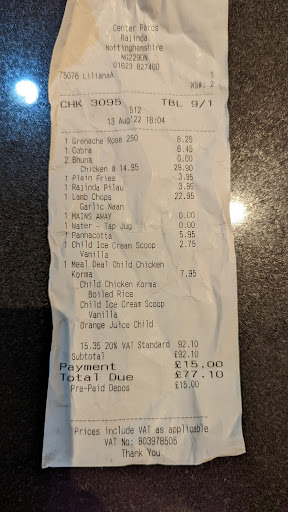 Center Parcs
Rajinda
Nottinghamshire
NG229DN
01623 827400
75076 LilianaA 1
WS#: 2
CHK 3095 TBL 9/1
512
13 Aug'22 18:04
1 Grenache Rose 250 8.25
1 Cobra 6.45
2 Bhuna 0.00
Chicken @ 14.95 29.90
1 Plain Fries 3.95
1 Rajinda Pilau 3.95
1 Lamb Chops 22.95
Garlic Naan
1 MAINS AWAY 0.00
1 Water - Tap Jug 0.00
1 Pannacotta 5.95
1 Child Ice Cream Scoop 2.75
Vanilla
1 Meal Deal Child Chicken
Korma 7.95
Child Chicken Korma
Boiled Rice
Child Ice Cream Scoop
Vanilla
Orange Juice Child
15.35 20% VAT Standard 92.10
Subtotal £92.10
Payment £15.00
Total Due £77.10
Pre-Paid Depos £15.00
Prices include VAT as applicable
VAT No: 803978505
Thank You